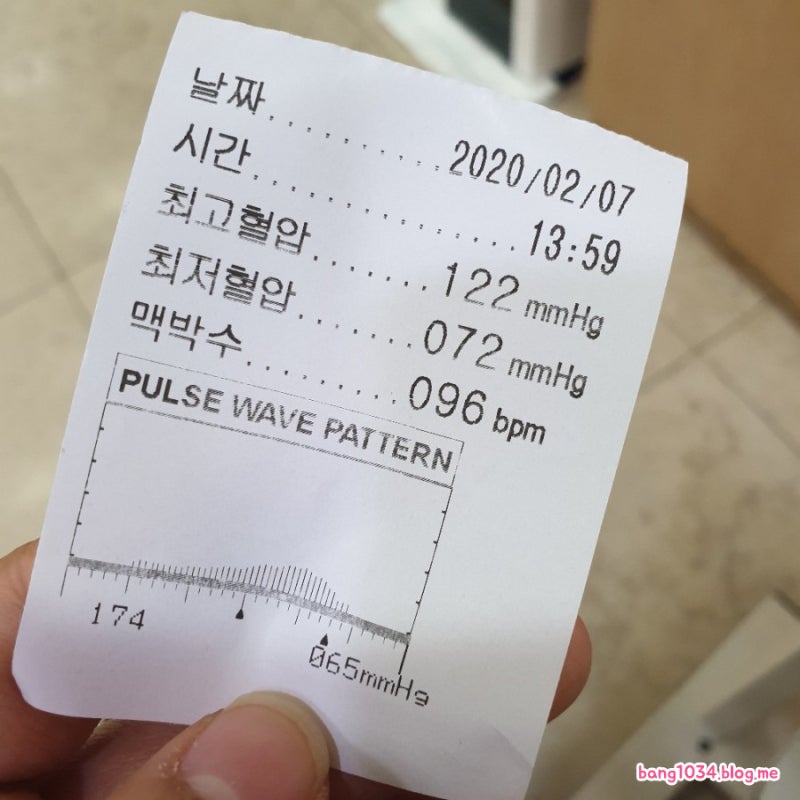 날짜..........2020/02/07
시간................13:59
최고혈압.......122 mmHg
최저혈압.......072 mmHg
맥박수.........096 bpm
PULSE WAVE PATTERN
174
065mmHg
bang1034.blog.me